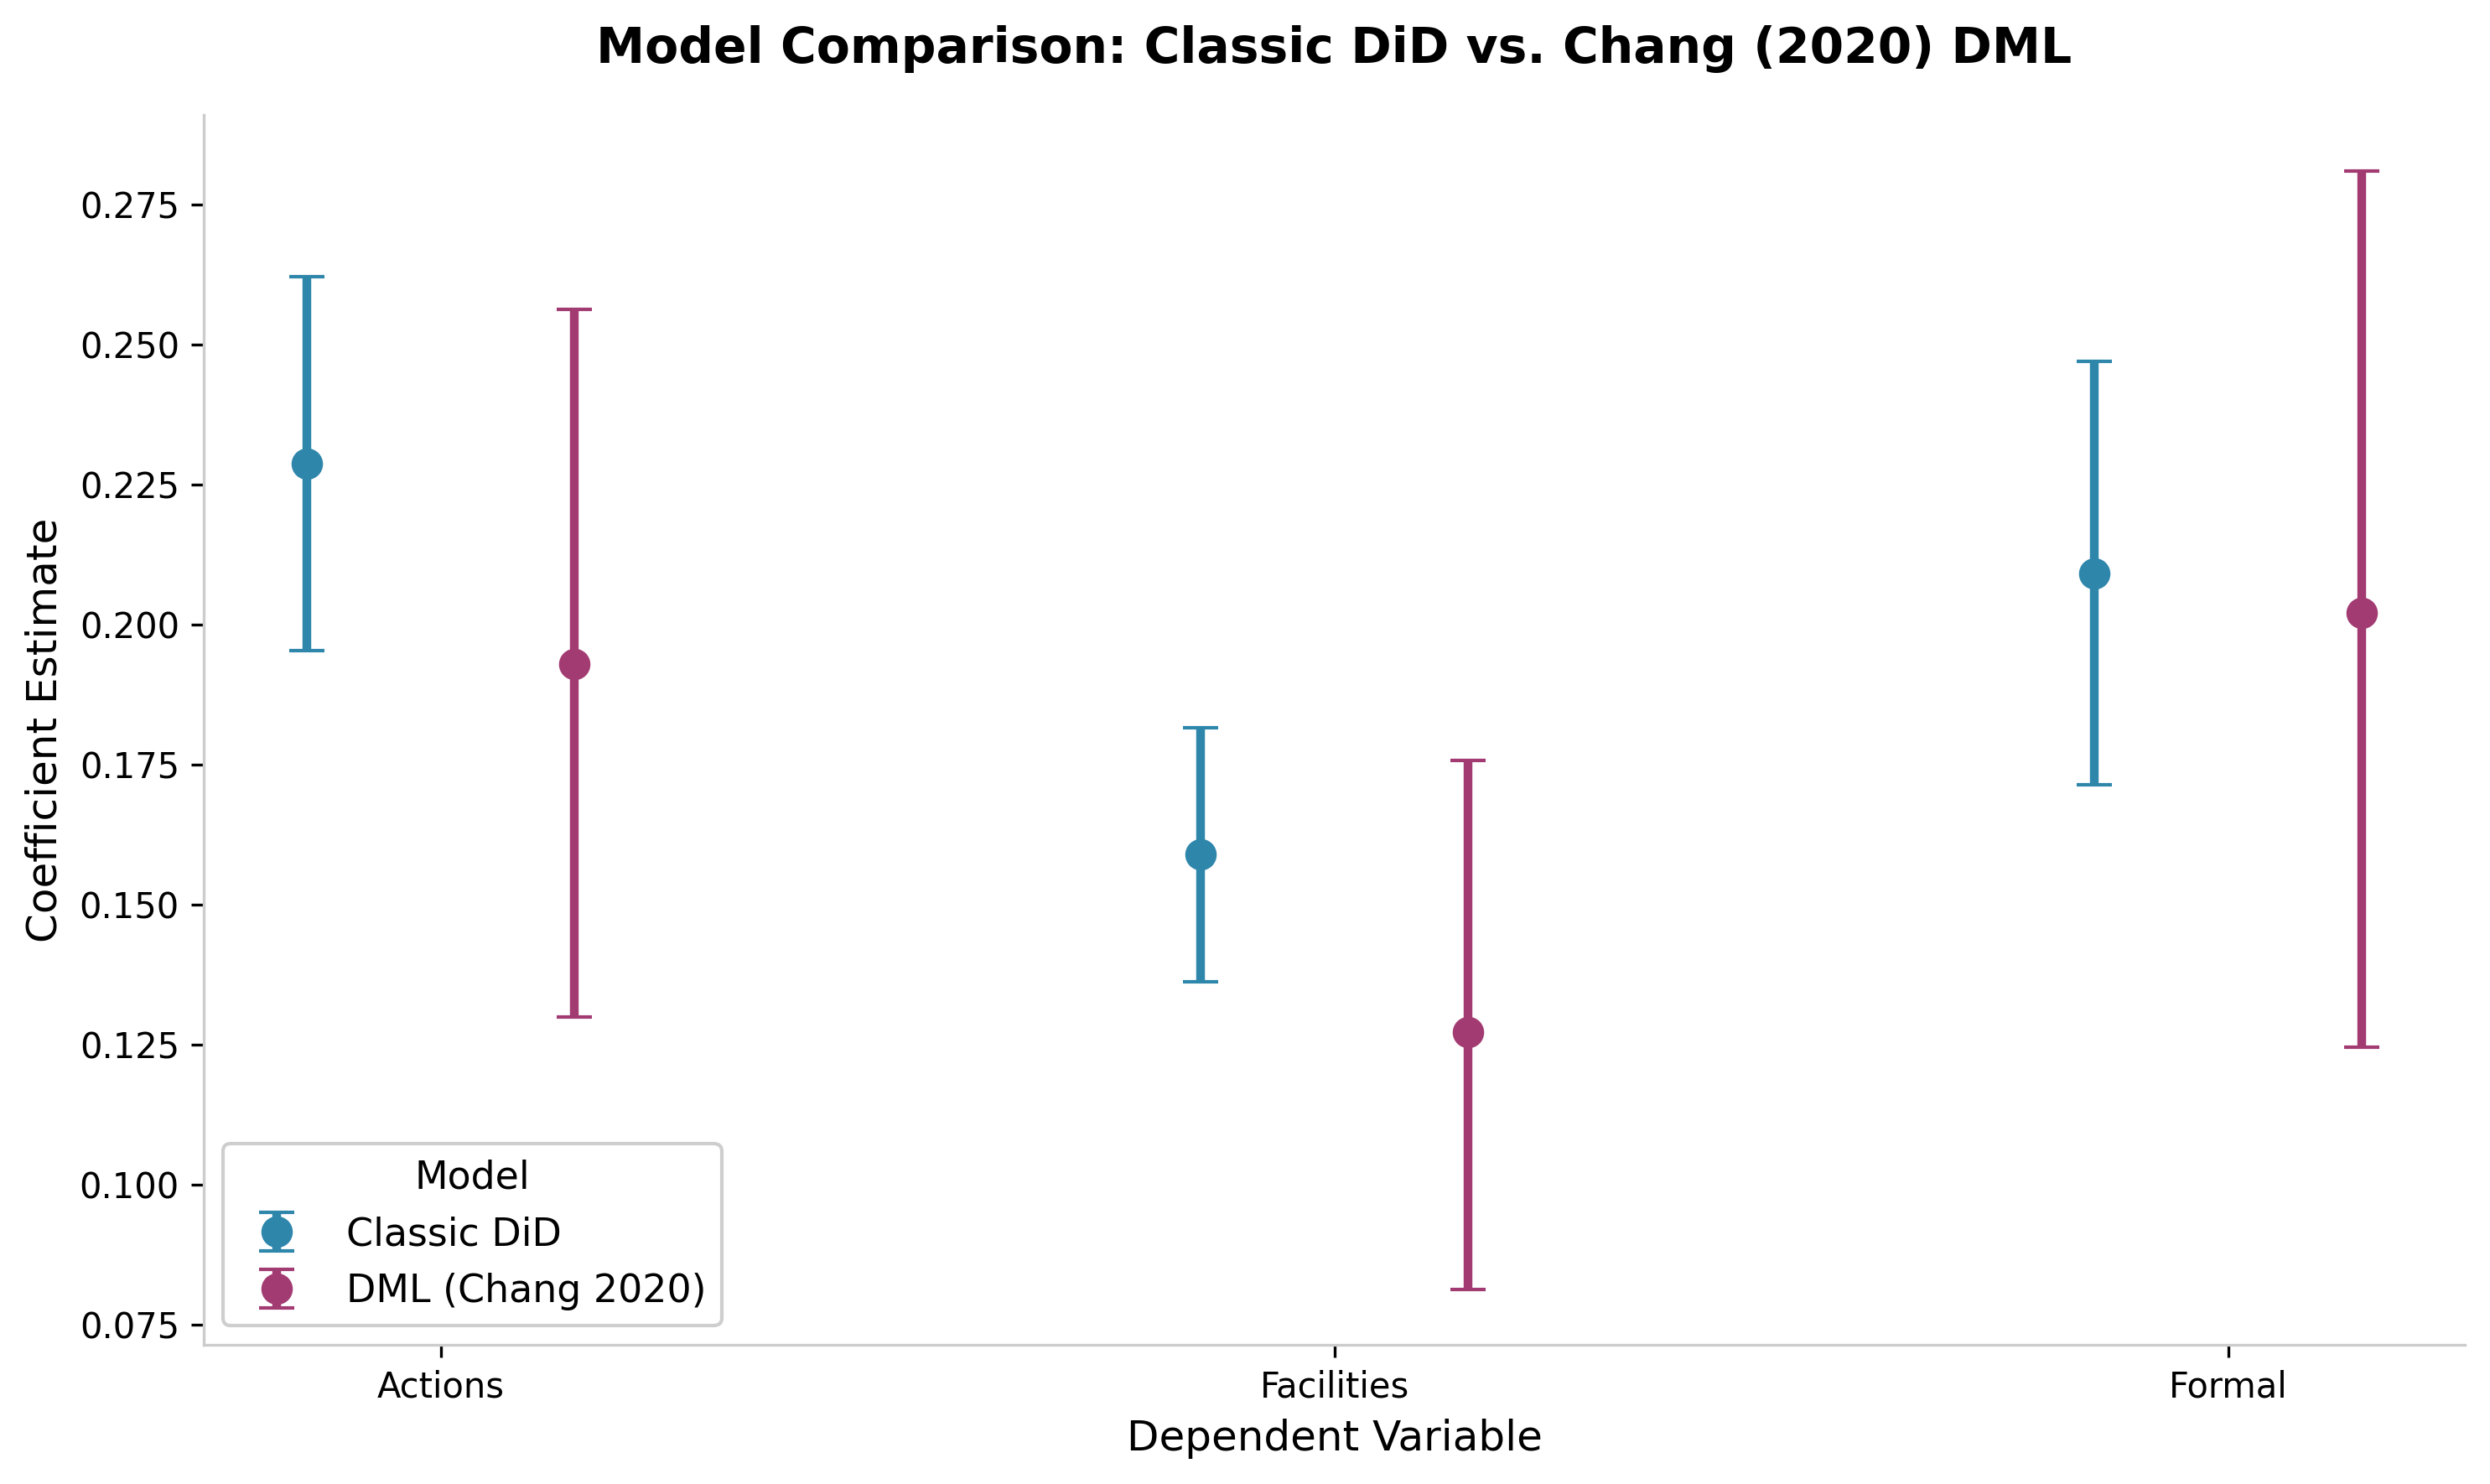 Model Comparison: Classic DiD vs. Chang (2020) DML
Coefficient Estimate
0.275
0.250
0.225
0.200
0.175
0.150
0.125
0.100
0.075
Model
Classic DiD
DML (Chang 2020)
Actions
Facilities
Formal
Dependent Variable